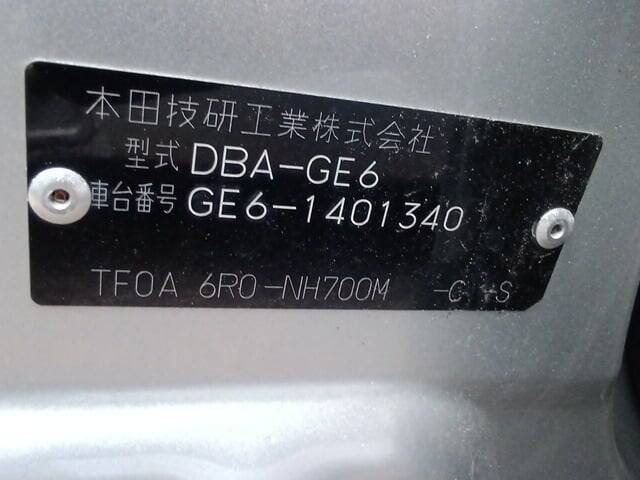 本田技研工業株式会社
型式 DBA-GE6
車台番号 GE6-1401340
TF0A 6R0-NH700M -C -S